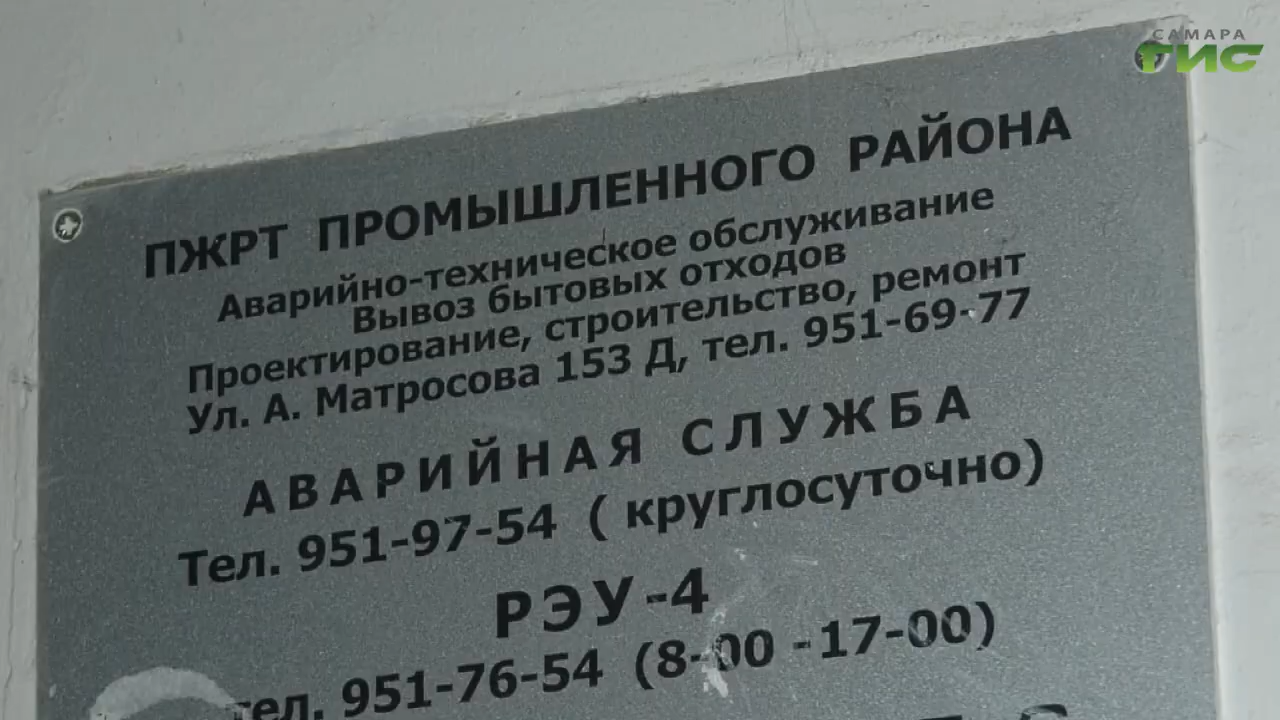 САМАРА
ГИС
ПЖРТ ПРОМЫШЛЕННОГО РАЙОНА
Аварийно-техническое обслуживание
Вывоз бытовых отходов
Проектирование, строительство, ремонт
Ул. А. Матросова 153 Д, тел. 951-69-77
АВАРИЙНАЯ СЛУЖБА
Тел. 951-97-54 ( круглосуточно)
РЭУ-4
тел. 951-76-54 (8-00 -17-00)